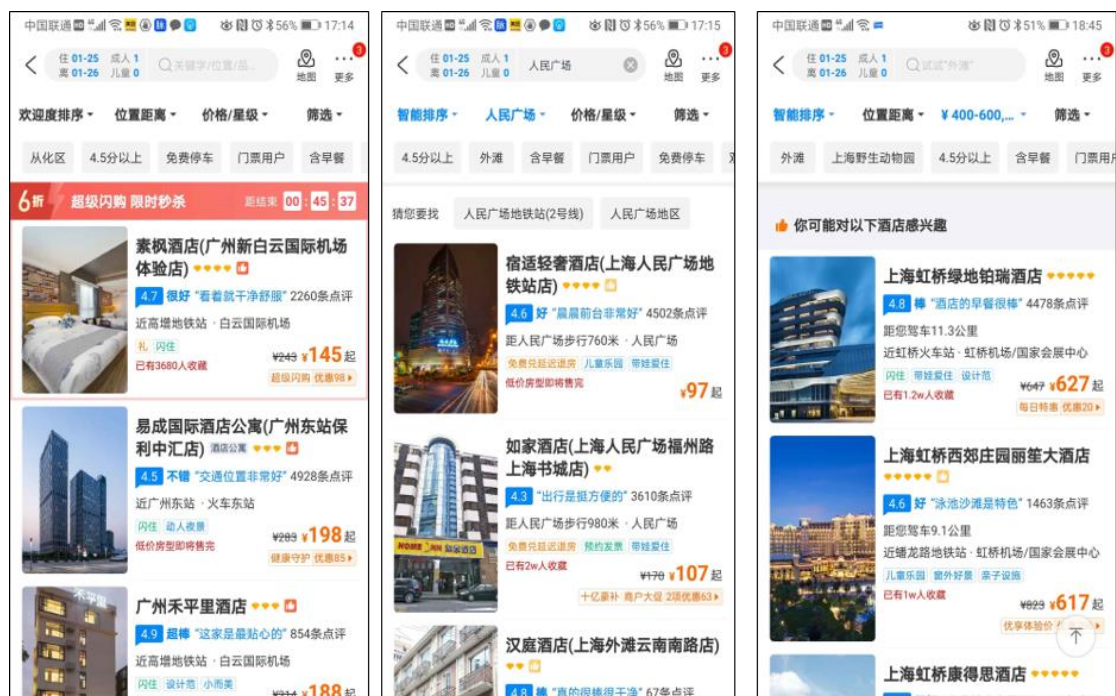 中国联通 56% 17:14
住 01-25 成人 1
离 01-26 儿童 0
关键字/位置/品...
地图
更多
3
欢迎度排序 位置距离 价格/星级 筛选
从化区 4.5分以上 免费停车 门票用户 含早餐
6折 超级闪购 限时秒杀 距结束 00 : 45 : 37
素枫酒店(广州新白云国际机场
体验店)
4.7 很好 “看着就干净舒服” 2260条点评
近高增地铁站 · 白云国际机场
礼 闪住
已有3680人收藏
¥243 ¥145起
超级闪购 优惠98
易成国际酒店公寓(广州东站保
利中汇店) 酒店公寓
4.5 不错 “交通位置非常好” 4928条点评
近广州东站 · 火车东站
闪住 动人夜景
低价房型即将售完
¥283 ¥198起
健康守护 优惠85
广州禾平里酒店
4.9 超棒 “这家是最贴心的” 854条点评
近高增地铁站 · 白云国际机场
闪住 设计范 小而美
¥314 ¥188起
中国联通 56% 17:15
住 01-25 成人 1
离 01-26 儿童 0
人民广场
地图
更多
3
智能排序 人民广场 价格/星级 筛选
4.5分以上 外滩 含早餐 门票用户 免费停车
猜您要找 人民广场地铁站(2号线) 人民广场地区
宿适轻奢酒店(上海人民广场地
铁站店)
4.6 好 “晨晨前台非常好” 4502条点评
距人民广场步行760米 · 人民广场
免费兑延迟退房 儿童乐园 带娃爱住
低价房型即将售完
¥97起
如家酒店(上海人民广场福州路
上海书城店)
4.3 “出行是挺方便的” 3610条点评
距人民广场步行980米 · 人民广场
免费兑延迟退房 预约发票 带娃爱住
已有2w人收藏
¥170 ¥107起
十亿豪补 商户大促 2项优惠63
HOME INN
汉庭酒店(上海外滩云南南路店)
4.8 棒 “真的很棒很干净” 67条点评
中国联通 51% 18:45
住 01-25 成人 1
离 01-26 儿童 0
试试“外滩”
地图
更多
3
智能排序 位置距离 ¥400-600,... 筛选
外滩 上海野生动物园 4.5分以上 含早餐 门票用户
你可能对以下酒店感兴趣
上海虹桥绿地铂瑞酒店
4.8 棒 “酒店的早餐很棒” 4478条点评
距您驾车11.3公里
近虹桥火车站 · 虹桥机场/国家会展中心
闪住 带娃爱住 设计范
已有1.2w人收藏
¥647 ¥627起
每日特惠 优惠20
上海虹桥西郊庄园丽笙大酒店
4.6 好 “泳池沙滩是特色” 1463条点评
距您驾车9.1公里
近蟠龙路地铁站 · 虹桥机场/国家会展中心
儿童乐园 窗外好景 亲子设施
已有1w人收藏
¥823 ¥617起
优享体验价
上海虹桥康得思酒店